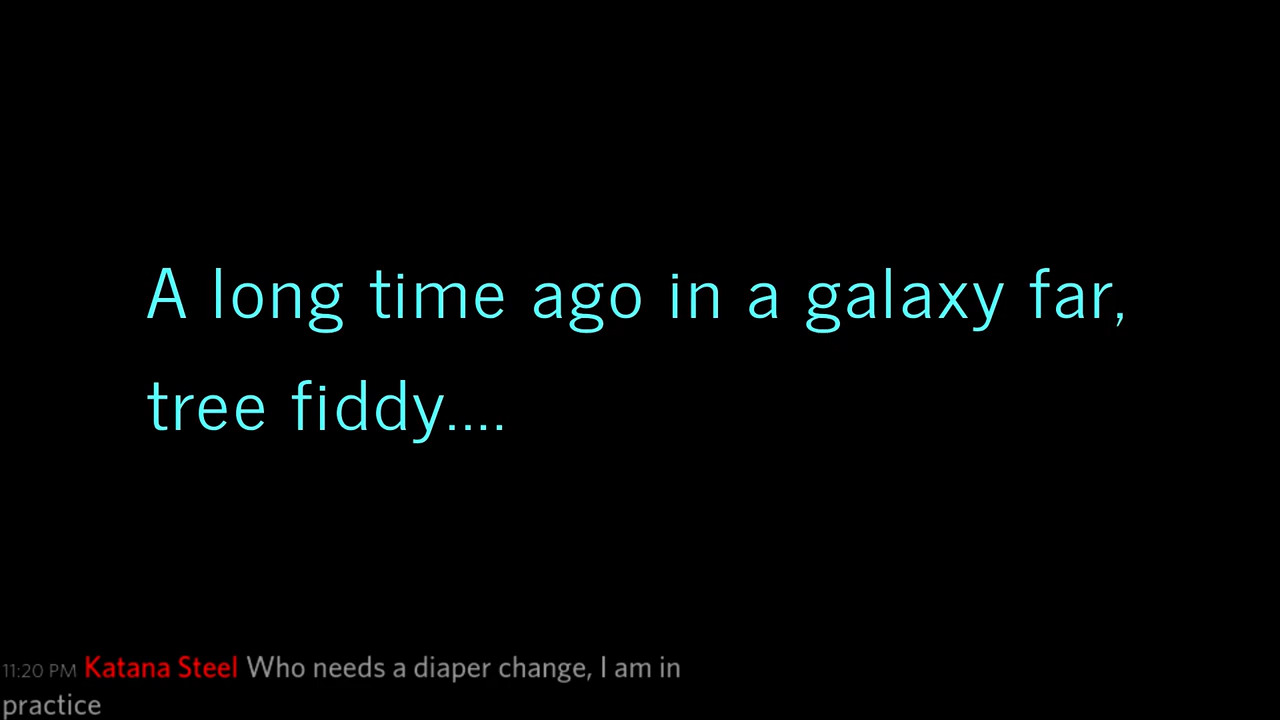 A long time ago in a galaxy far,
tree fiddy....
11:20 PM Katana Steel Who needs a diaper change, I am in
practice